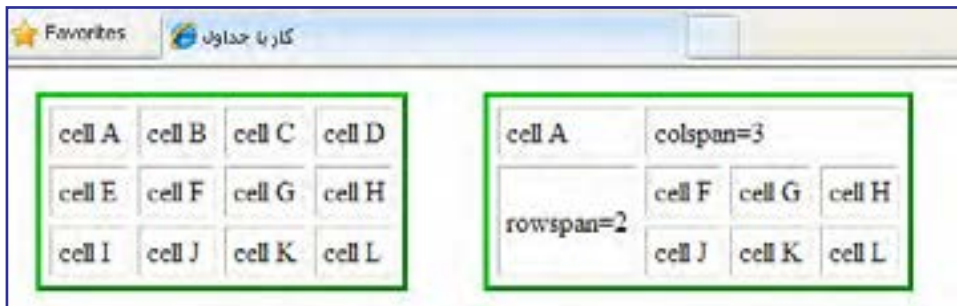 Favorites کار با جداول
cell A cell B cell C cell D
cell E cell F cell G cell H
cell I cell J cell K cell L
cell A colspan=3
rowspan=2 cell F cell G cell H
cell J cell K cell L